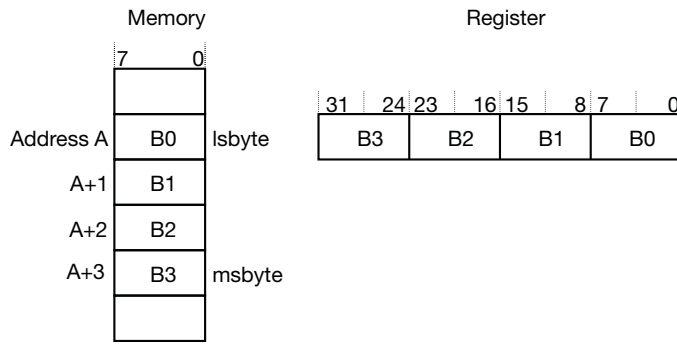 Memory
Register
7 0
31 24 23 16 15 8 7 0
Address A B0 lsbyte
B3 B2 B1 B0
A+1 B1
A+2 B2
A+3 B3 msbyte